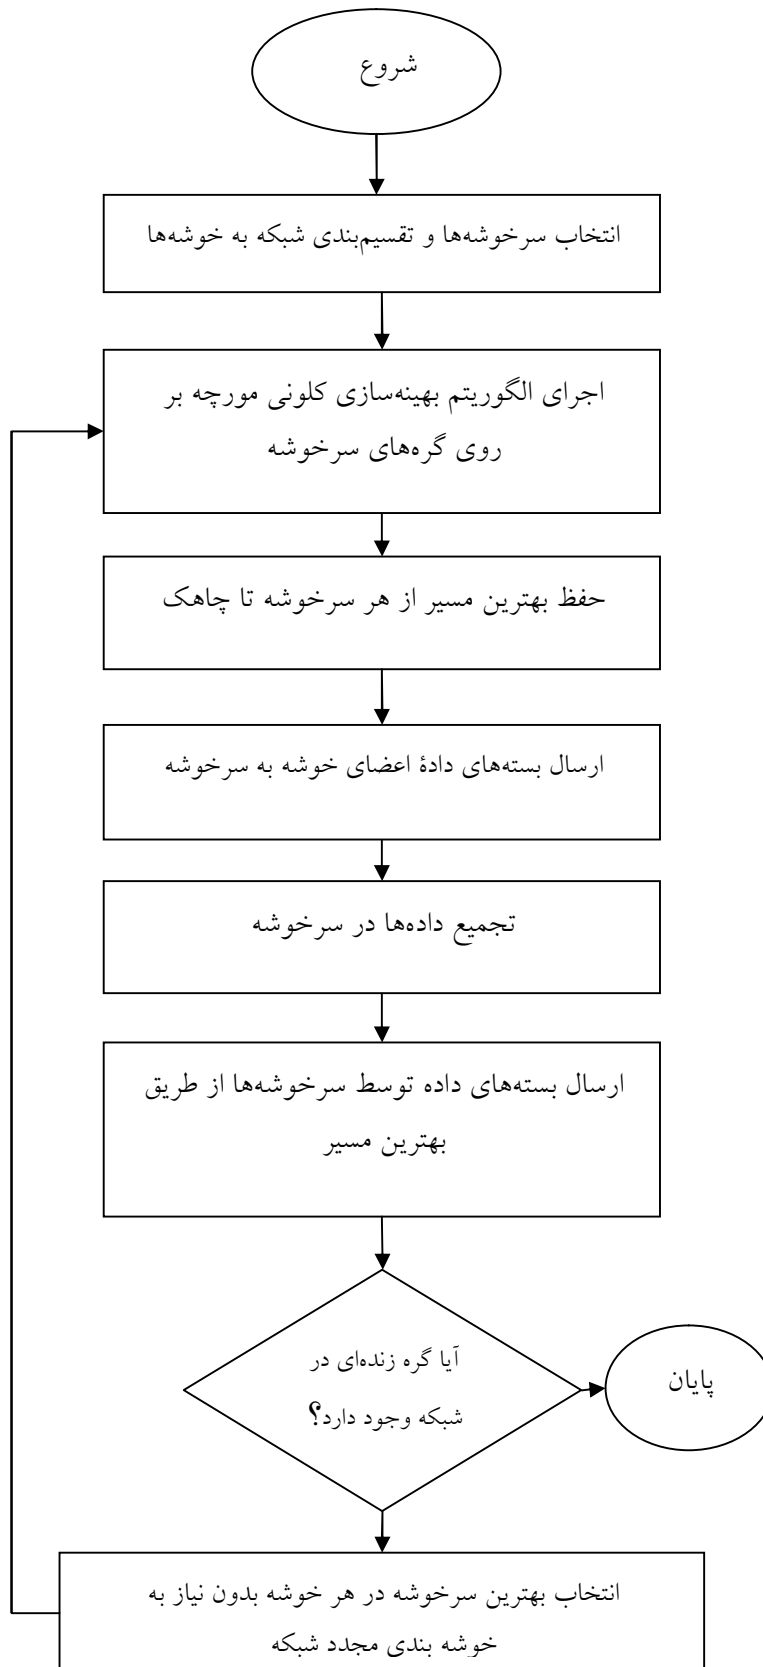 شروع
انتخاب سرخوشه‌ها و تقسیم‌بندی شبکه به خوشه‌ها
اجرای الگوریتم بهینه‌سازی کلونی مورچه بر
روی گره‌های سرخوشه
حفظ بهترین مسیر از هر سرخوشه تا چاهک
ارسال بسته‌های دادۀ اعضای خوشه به سرخوشه
تجمیع داده‌ها در سرخوشه
ارسال بسته‌های داده توسط سرخوشه‌ها از طریق
بهترین مسیر
آیا گره زنده‌ای در
شبکه وجود دارد؟
پایان
انتخاب بهترین سرخوشه در هر خوشه بدون نیاز به
خوشه بندی مجدد شبکه